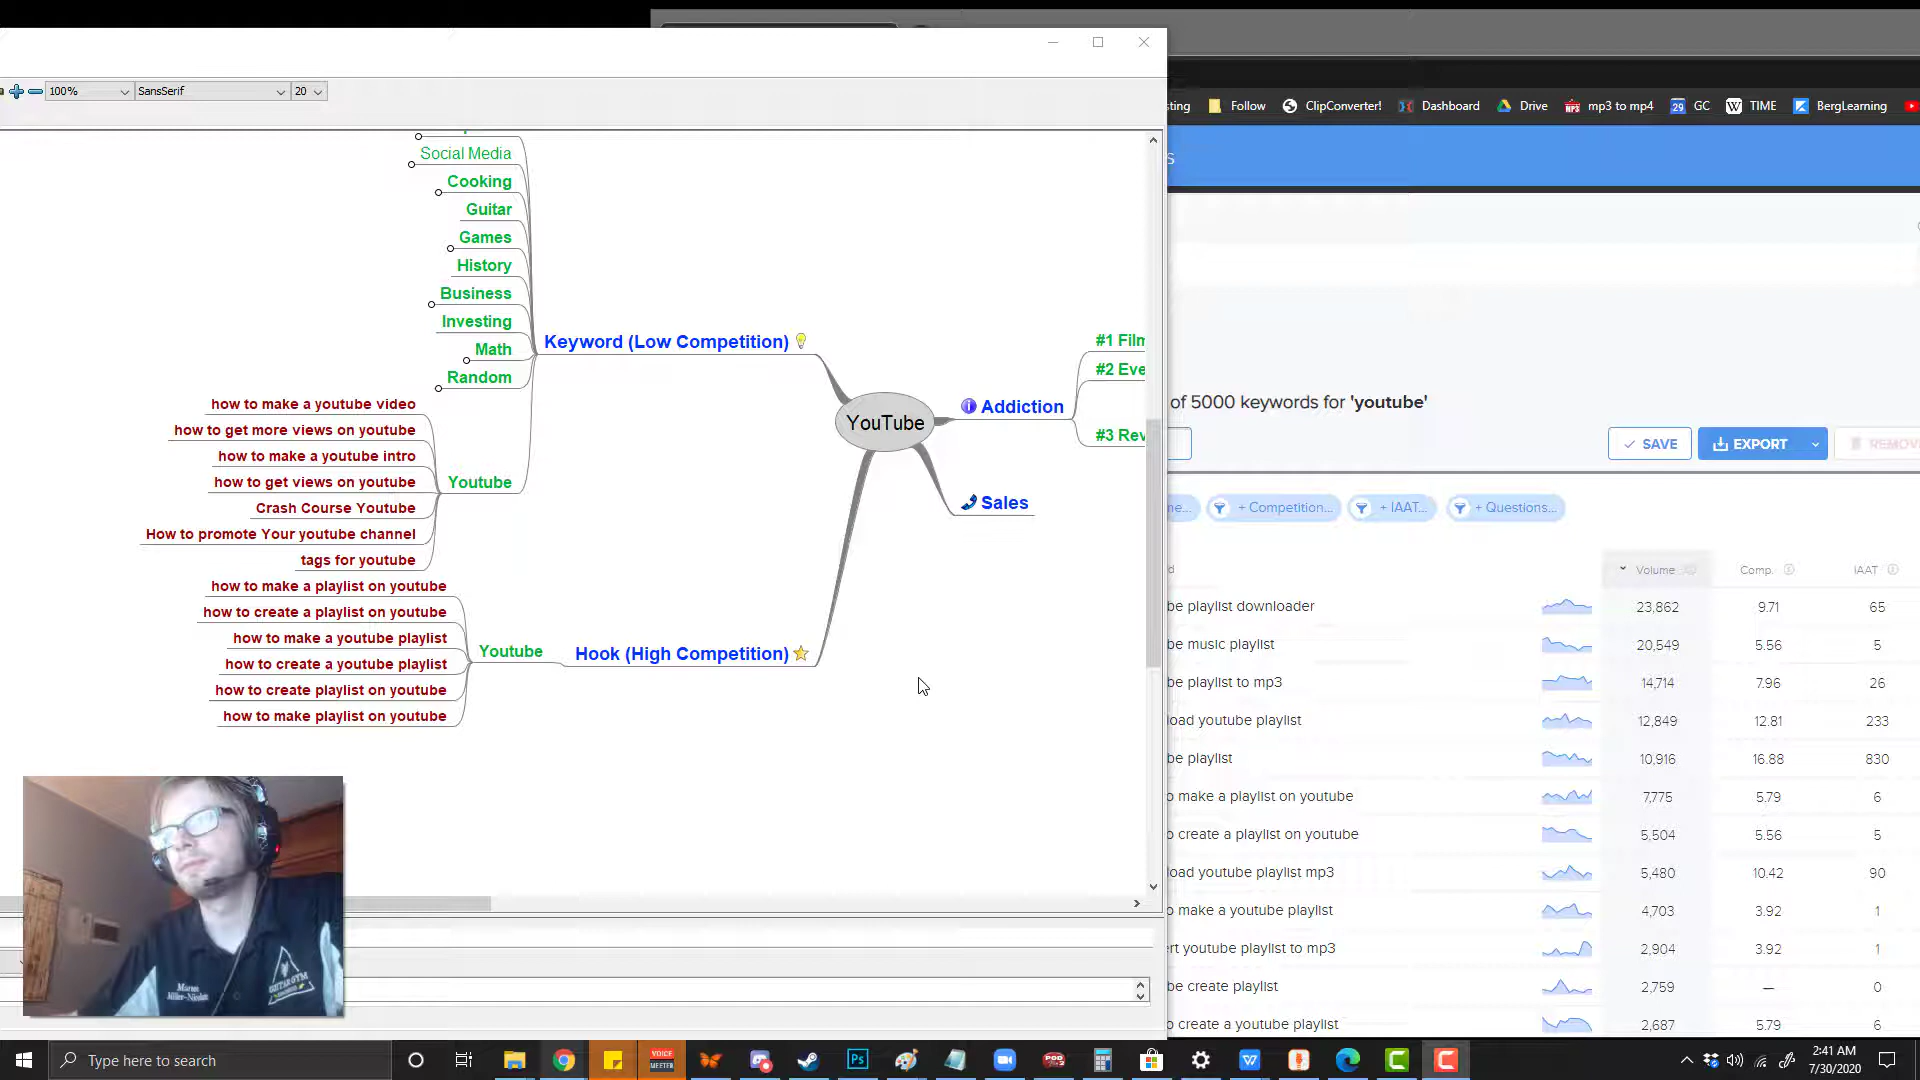 ting
Follow
ClipConverter!
Dashboard
Drive
mp3 to mp4
29
GC
W
TIME
BergLearning
100%
SansSerif
20
s
Social Media
Cooking
Guitar
Games
History
Business
Investing
Math
Random
Keyword (Low Competition)
how to make a youtube video
how to get more views on youtube
how to make a youtube intro
how to get views on youtube
Crash Course Youtube
How to promote Your youtube channel
tags for youtube
Youtube
how to make a playlist on youtube
how to create a playlist on youtube
how to make a youtube playlist
how to create a youtube playlist
how to create playlist on youtube
how to make playlist on youtube
Youtube
Hook (High Competition)
YouTube
Addiction
#1 Film
#2 Eve
#3 Rev
Sales
of 5000 keywords for 'youtube'
SAVE
EXPORT
REMOV
me...
+ Competition...
+ IAAT...
+ Questions...
d
Volume
Comp.
IAAT
be playlist downloader 23,862 9.71 65
be music playlist 20,549 5.56 5
be playlist to mp3 14,714 7.96 26
oad youtube playlist 12,849 12.81 233
be playlist 10,916 16.88 830
o make a playlist on youtube 7,775 5.79 6
o create a playlist on youtube 5,504 5.56 5
oad youtube playlist mp3 5,480 10.42 90
o make a youtube playlist 4,703 3.92 1
rt youtube playlist to mp3 2,904 3.92 1
be create playlist 2,759 — 0
o create a youtube playlist 2,687 5.79 6
GUITAR GYM
Type here to search
VOICE
MEETER
Ps
2:41 AM
7/30/2020